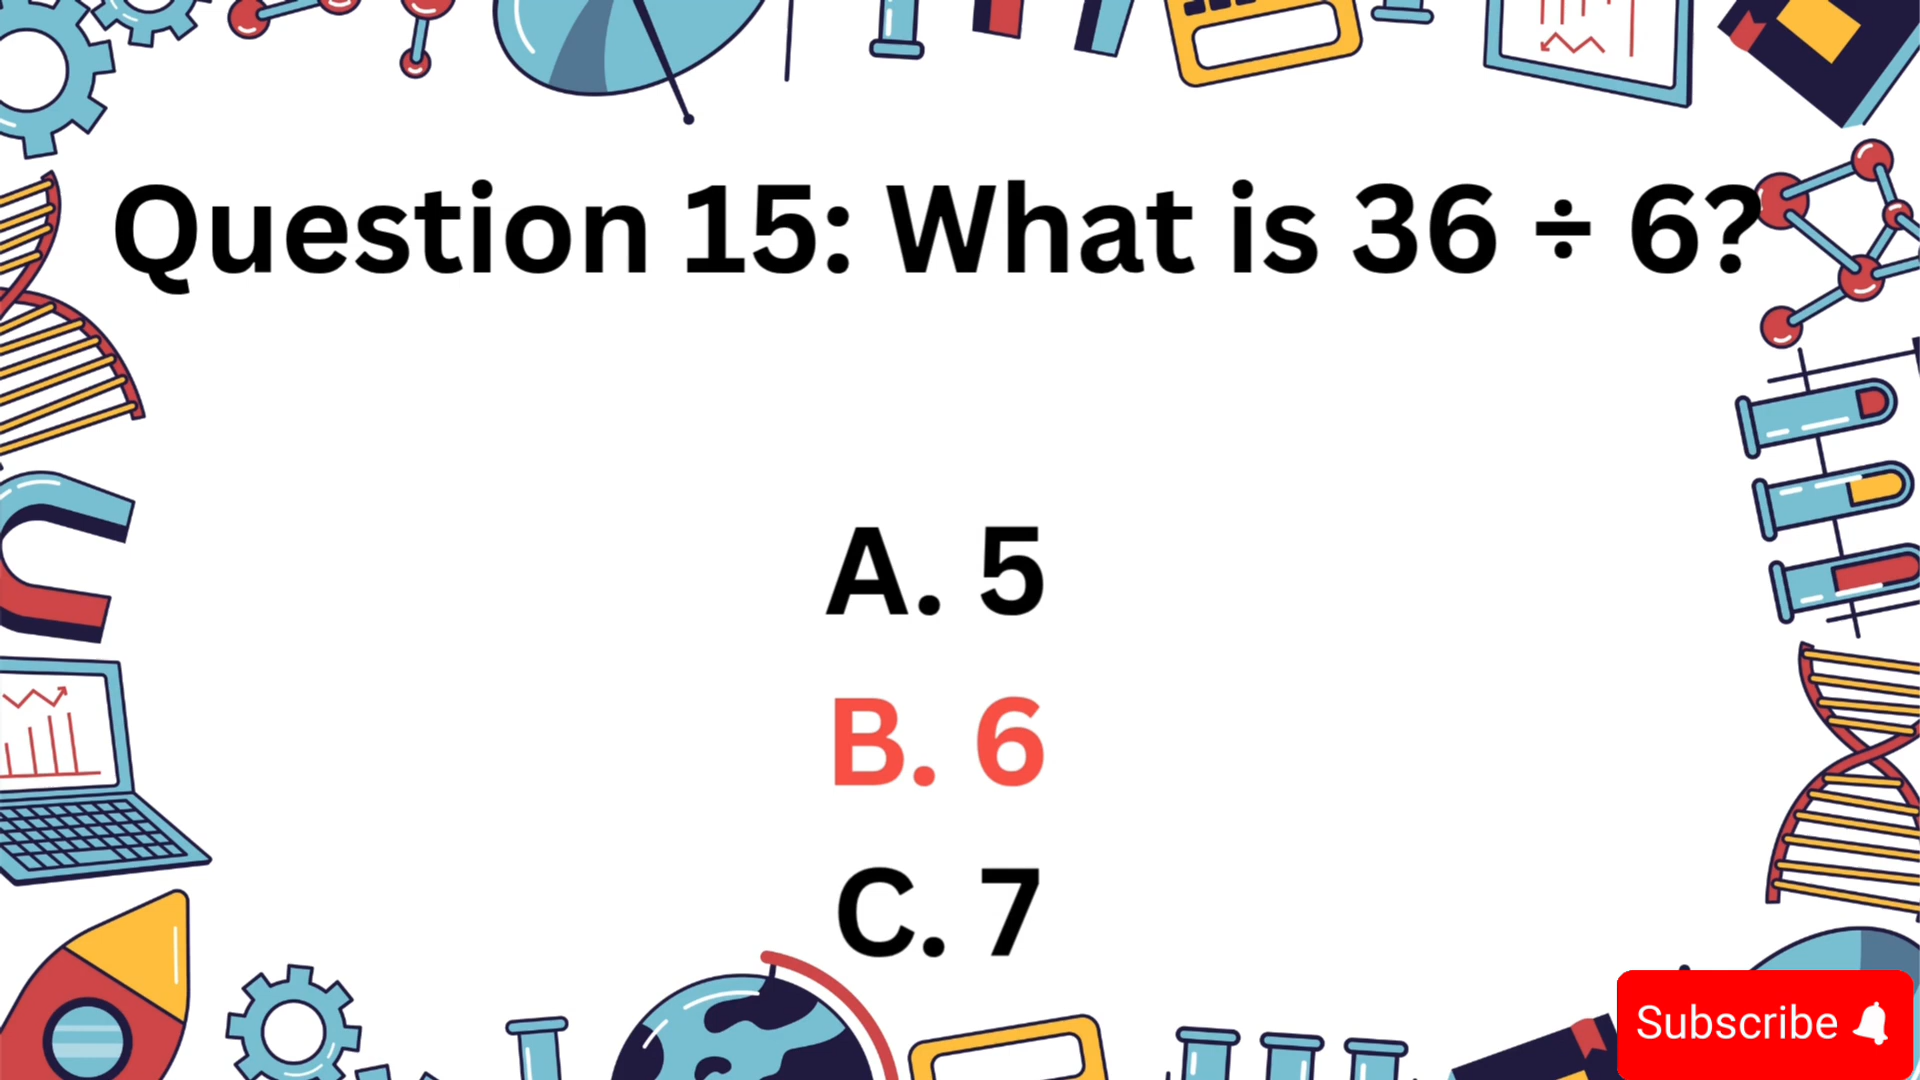 Question 15: What is 36 ÷ 6?
A. 5
B. 6
C. 7
Subscribe